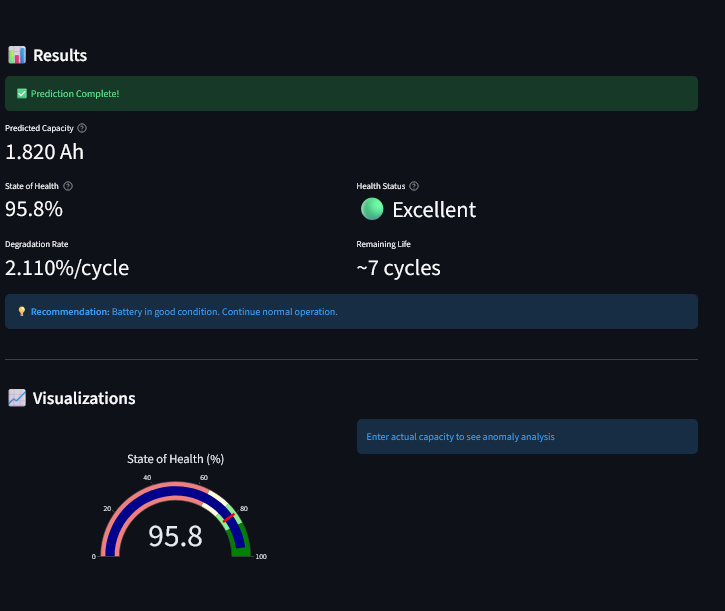 Results
Prediction Complete!
Predicted Capacity
1.820 Ah
State of Health
95.8%
Health Status
Excellent
Degradation Rate
2.110%/cycle
Remaining Life
~7 cycles
Recommendation: Battery in good condition. Continue normal operation.
Visualizations
Enter actual capacity to see anomaly analysis
State of Health (%)
0
20
40
60
80
100
95.8